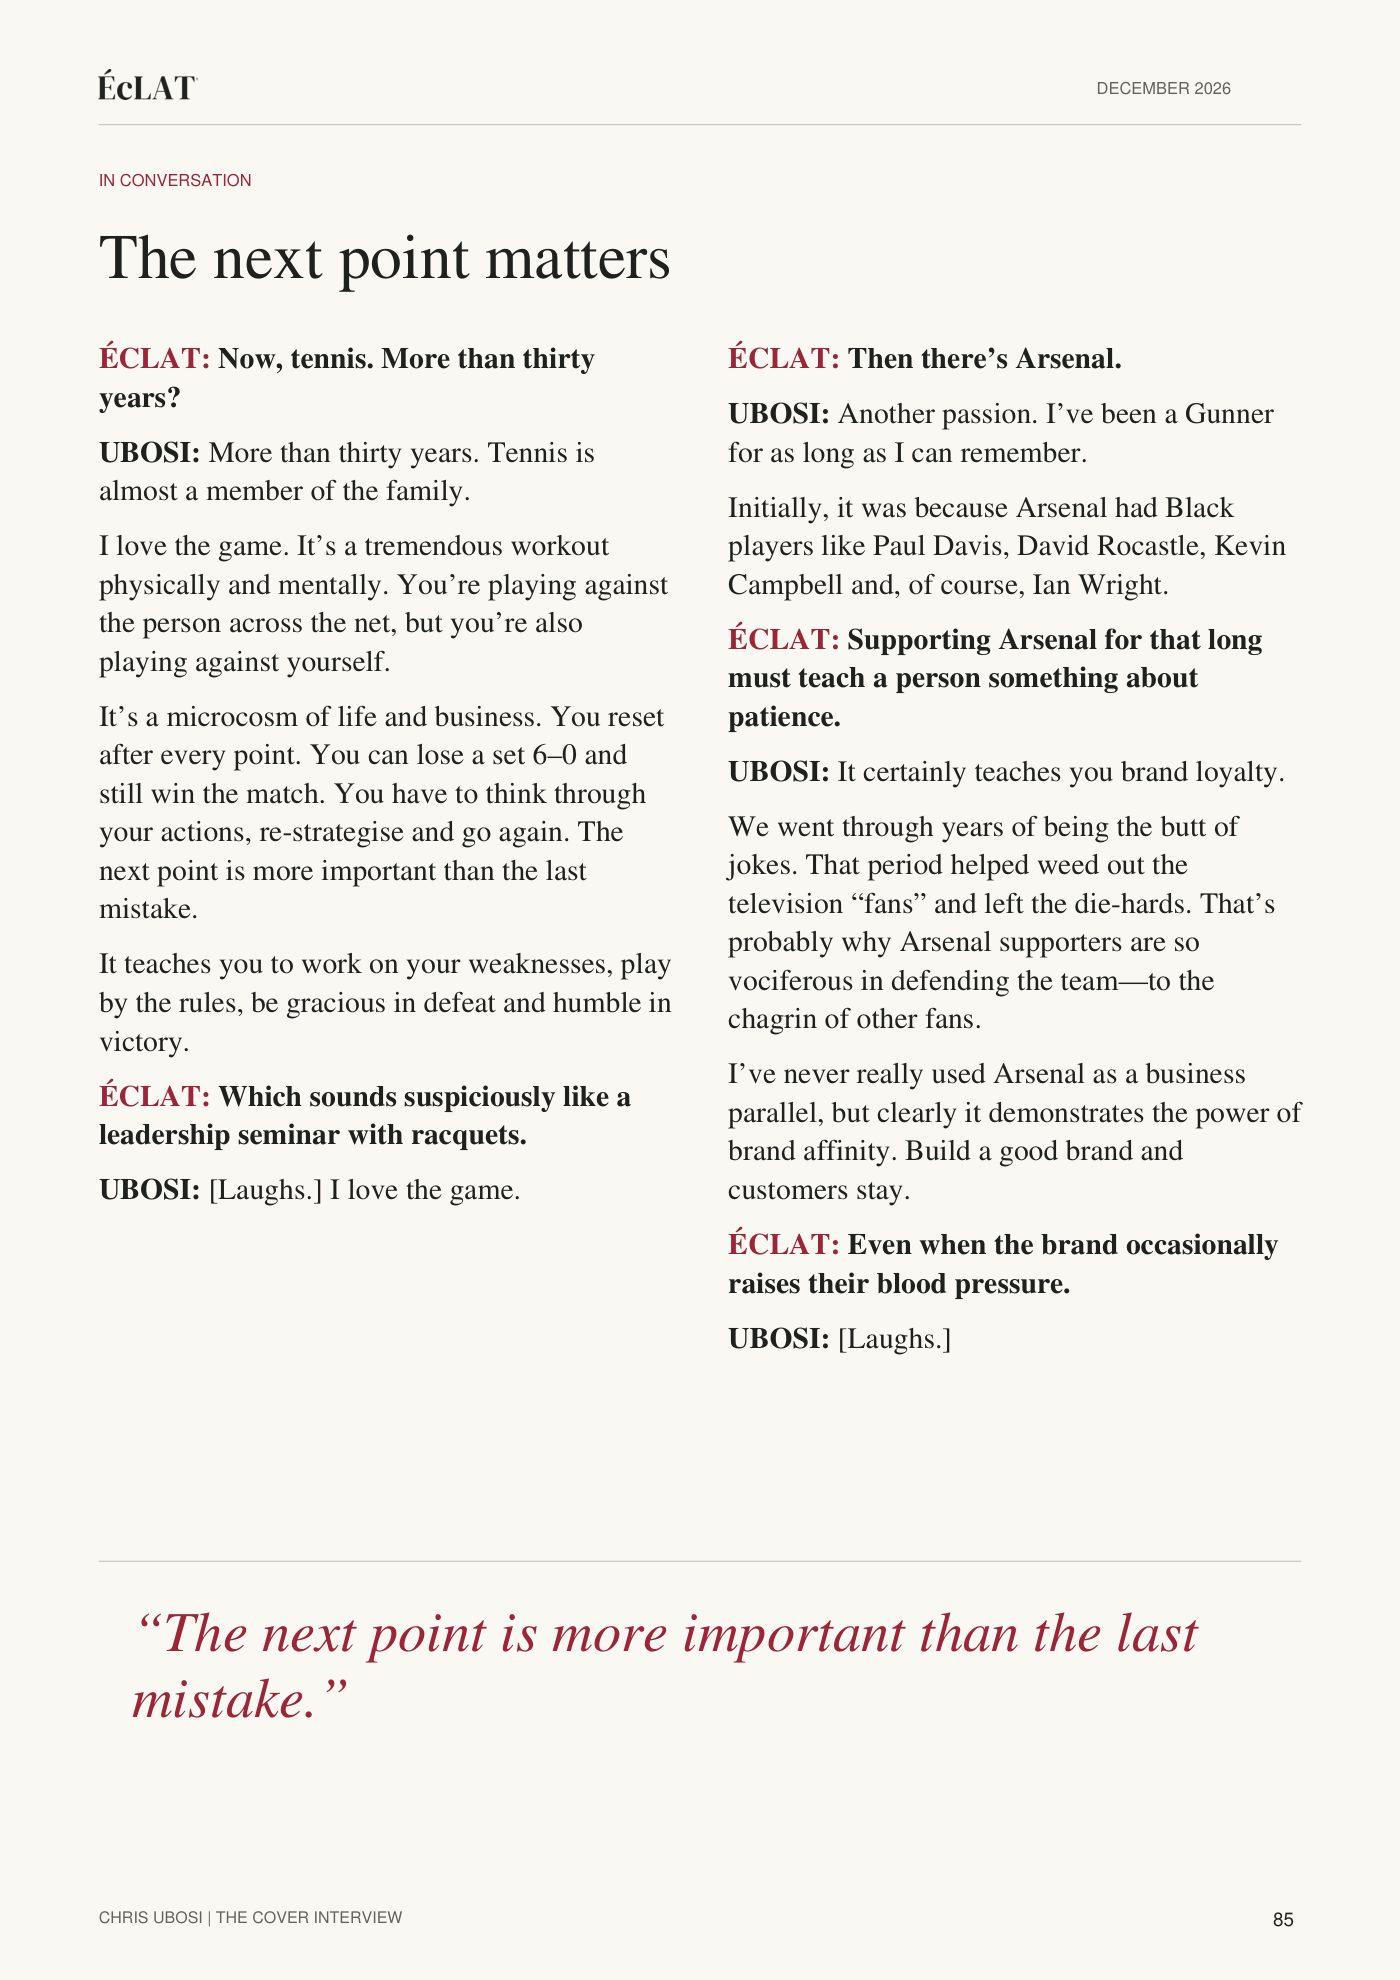 ÉcLAT
DECEMBER 2026
IN CONVERSATION
The next point matters
ÉCLAT: Now, tennis. More than thirty
years?
UBOSI: More than thirty years. Tennis is
almost a member of the family.
I love the game. It’s a tremendous workout
physically and mentally. You’re playing against
the person across the net, but you’re also
playing against yourself.
It’s a microcosm of life and business. You reset
after every point. You can lose a set 6–0 and
still win the match. You have to think through
your actions, re-strategise and go again. The
next point is more important than the last
mistake.
It teaches you to work on your weaknesses, play
by the rules, be gracious in defeat and humble in
victory.
ÉCLAT: Which sounds suspiciously like a
leadership seminar with racquets.
UBOSI: [Laughs.] I love the game.
ÉCLAT: Then there’s Arsenal.
UBOSI: Another passion. I’ve been a Gunner
for as long as I can remember.
Initially, it was because Arsenal had Black
players like Paul Davis, David Rocastle, Kevin
Campbell and, of course, Ian Wright.
ÉCLAT: Supporting Arsenal for that long
must teach a person something about
patience.
UBOSI: It certainly teaches you brand loyalty.
We went through years of being the butt of
jokes. That period helped weed out the
television “fans” and left the die-hards. That’s
probably why Arsenal supporters are so
vociferous in defending the team—to the
chagrin of other fans.
I’ve never really used Arsenal as a business
parallel, but clearly it demonstrates the power of
brand affinity. Build a good brand and
customers stay.
ÉCLAT: Even when the brand occasionally
raises their blood pressure.
UBOSI: [Laughs.]
“The next point is more important than the last
mistake.”
CHRIS UBOSI | THE COVER INTERVIEW
85